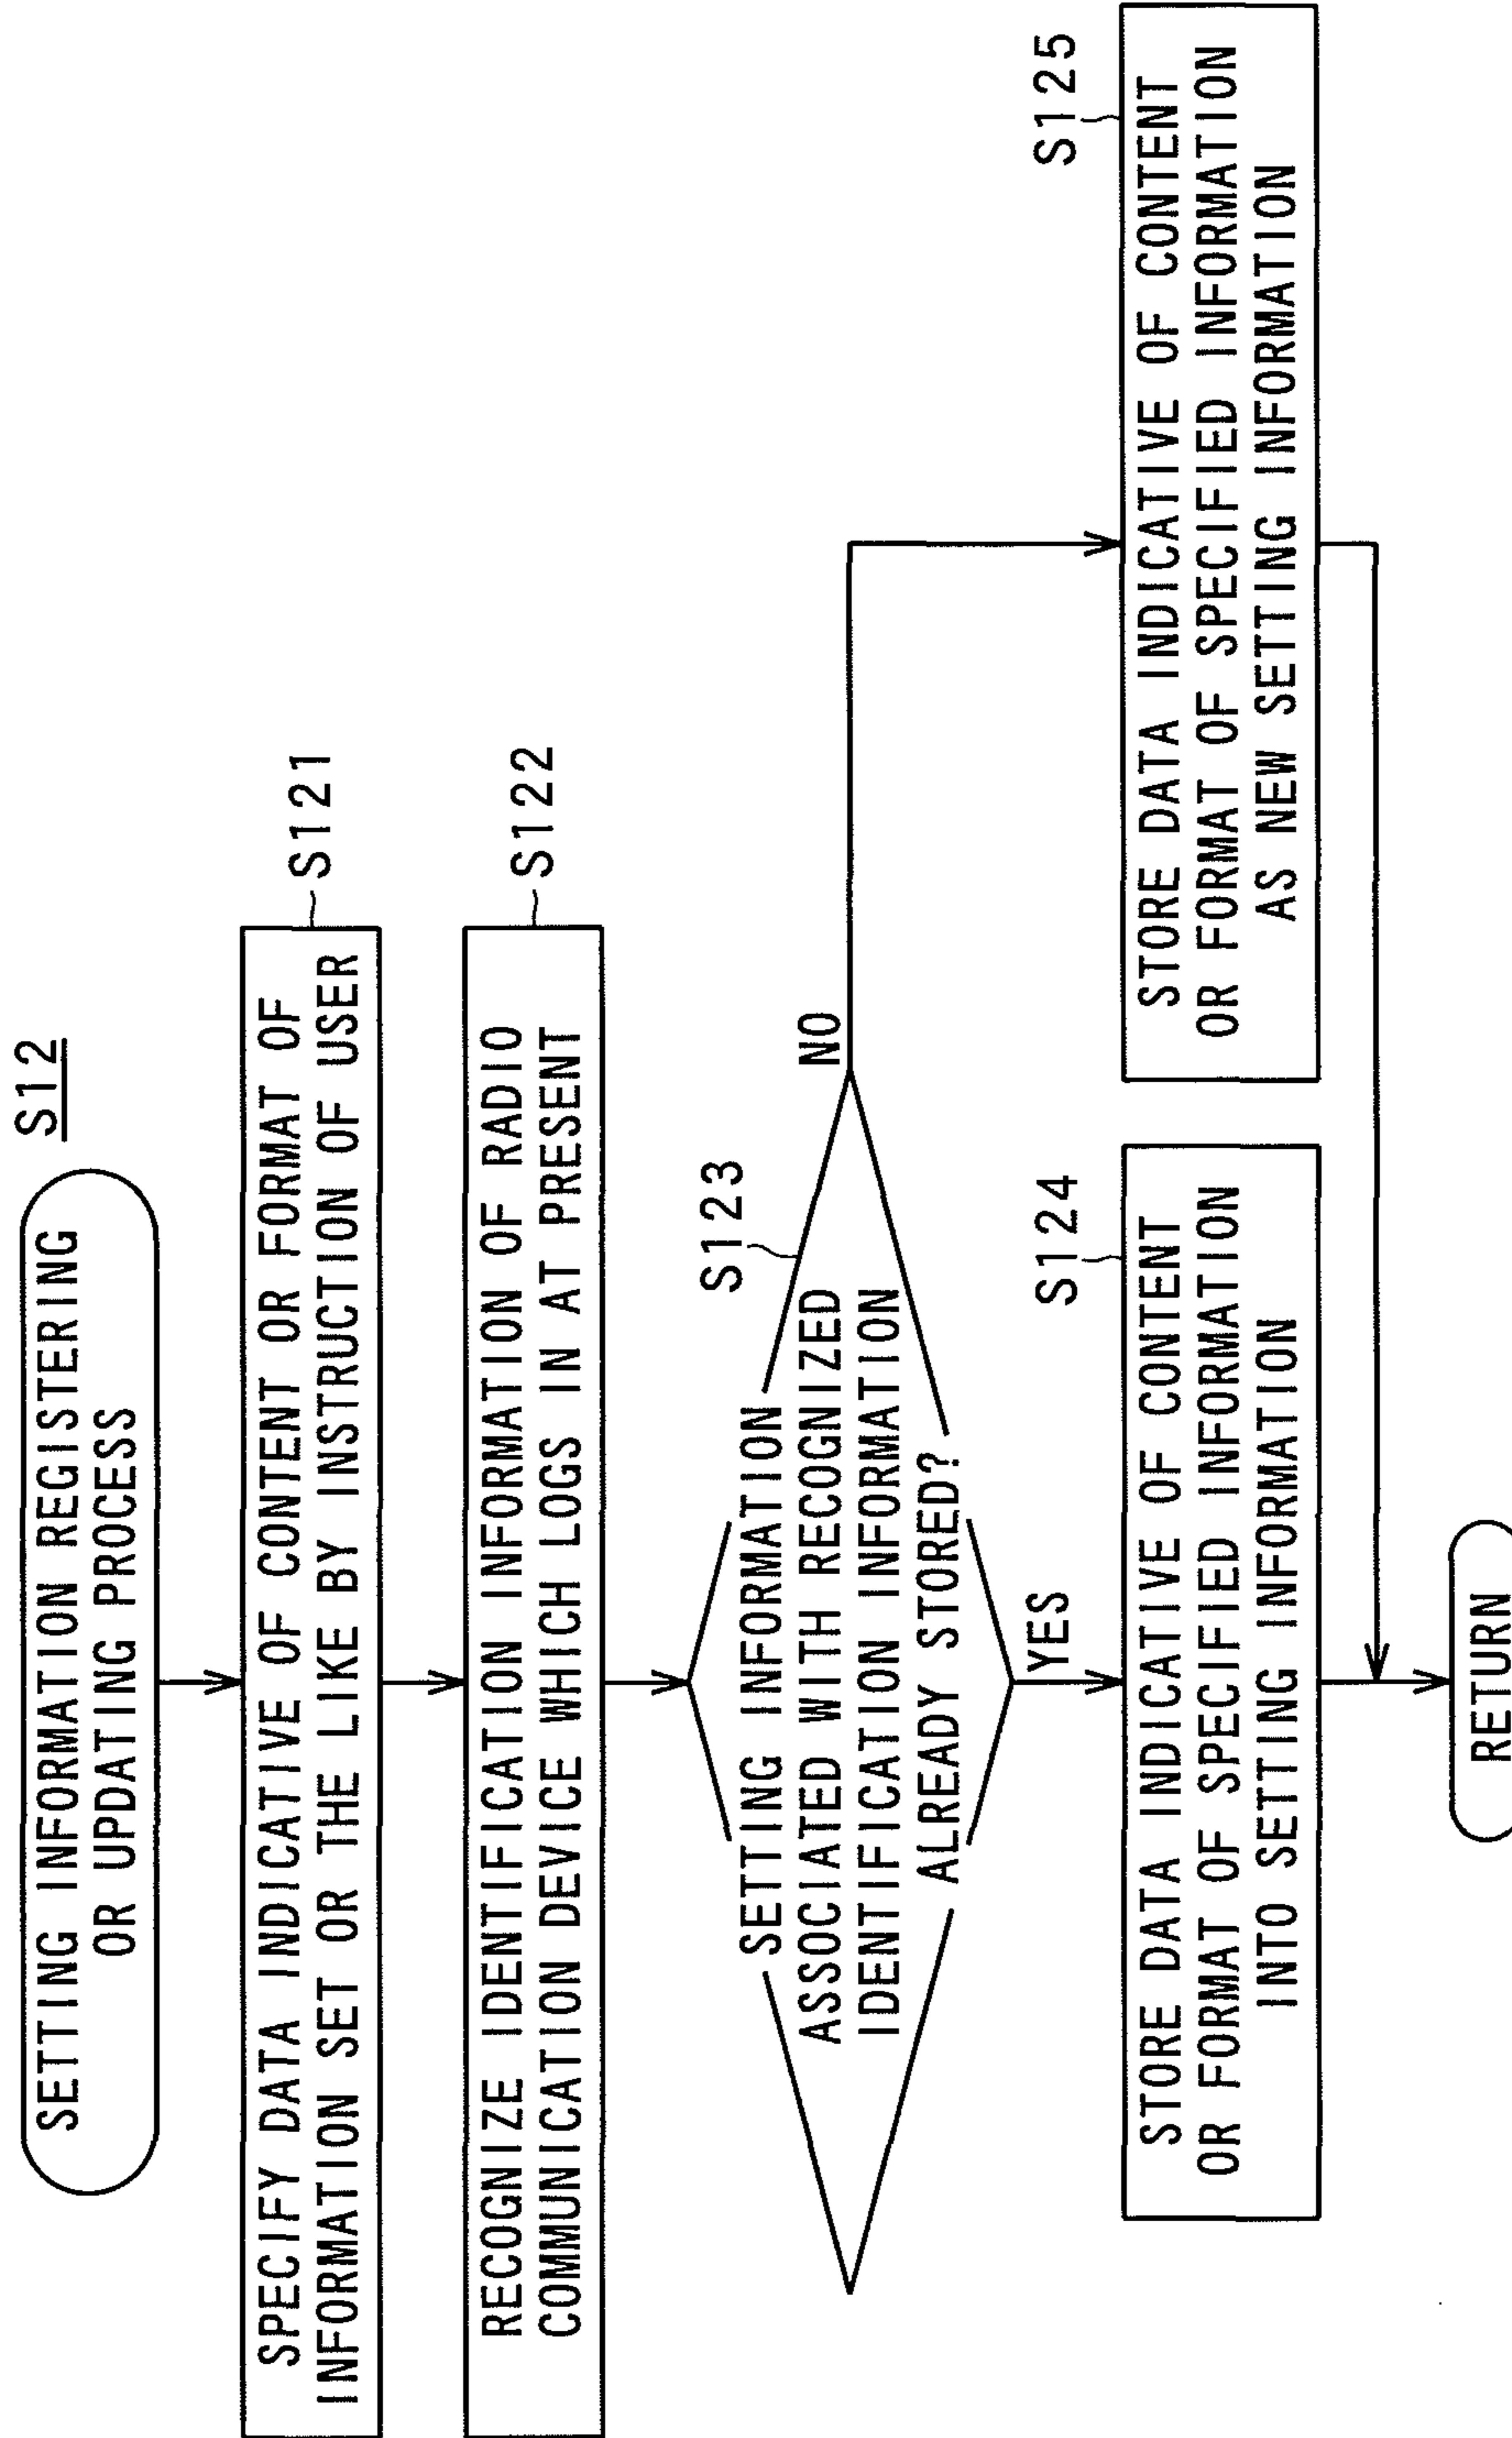 S12
SETTING INFORMATION REGISTERING
OR UPDATING PROCESS
S121
SPECIFY DATA INDICATIVE OF CONTENT OR FORMAT OF
INFORMATION SET OR THE LIKE BY INSTRUCTION OF USER
S122
RECOGNIZE IDENTIFICATION INFORMATION OF RADIO
COMMUNICATION DEVICE WHICH LOGS IN AT PRESENT
S123
SETTING INFORMATION
ASSOCIATED WITH RECOGNIZED
IDENTIFICATION INFORMATION
ALREADY STORED?
NO
YES
S124
STORE DATA INDICATIVE OF CONTENT
OR FORMAT OF SPECIFIED INFORMATION
INTO SETTING INFORMATION
S125
STORE DATA INDICATIVE OF CONTENT
OR FORMAT OF SPECIFIED INFORMATION
AS NEW SETTING INFORMATION
RETURN